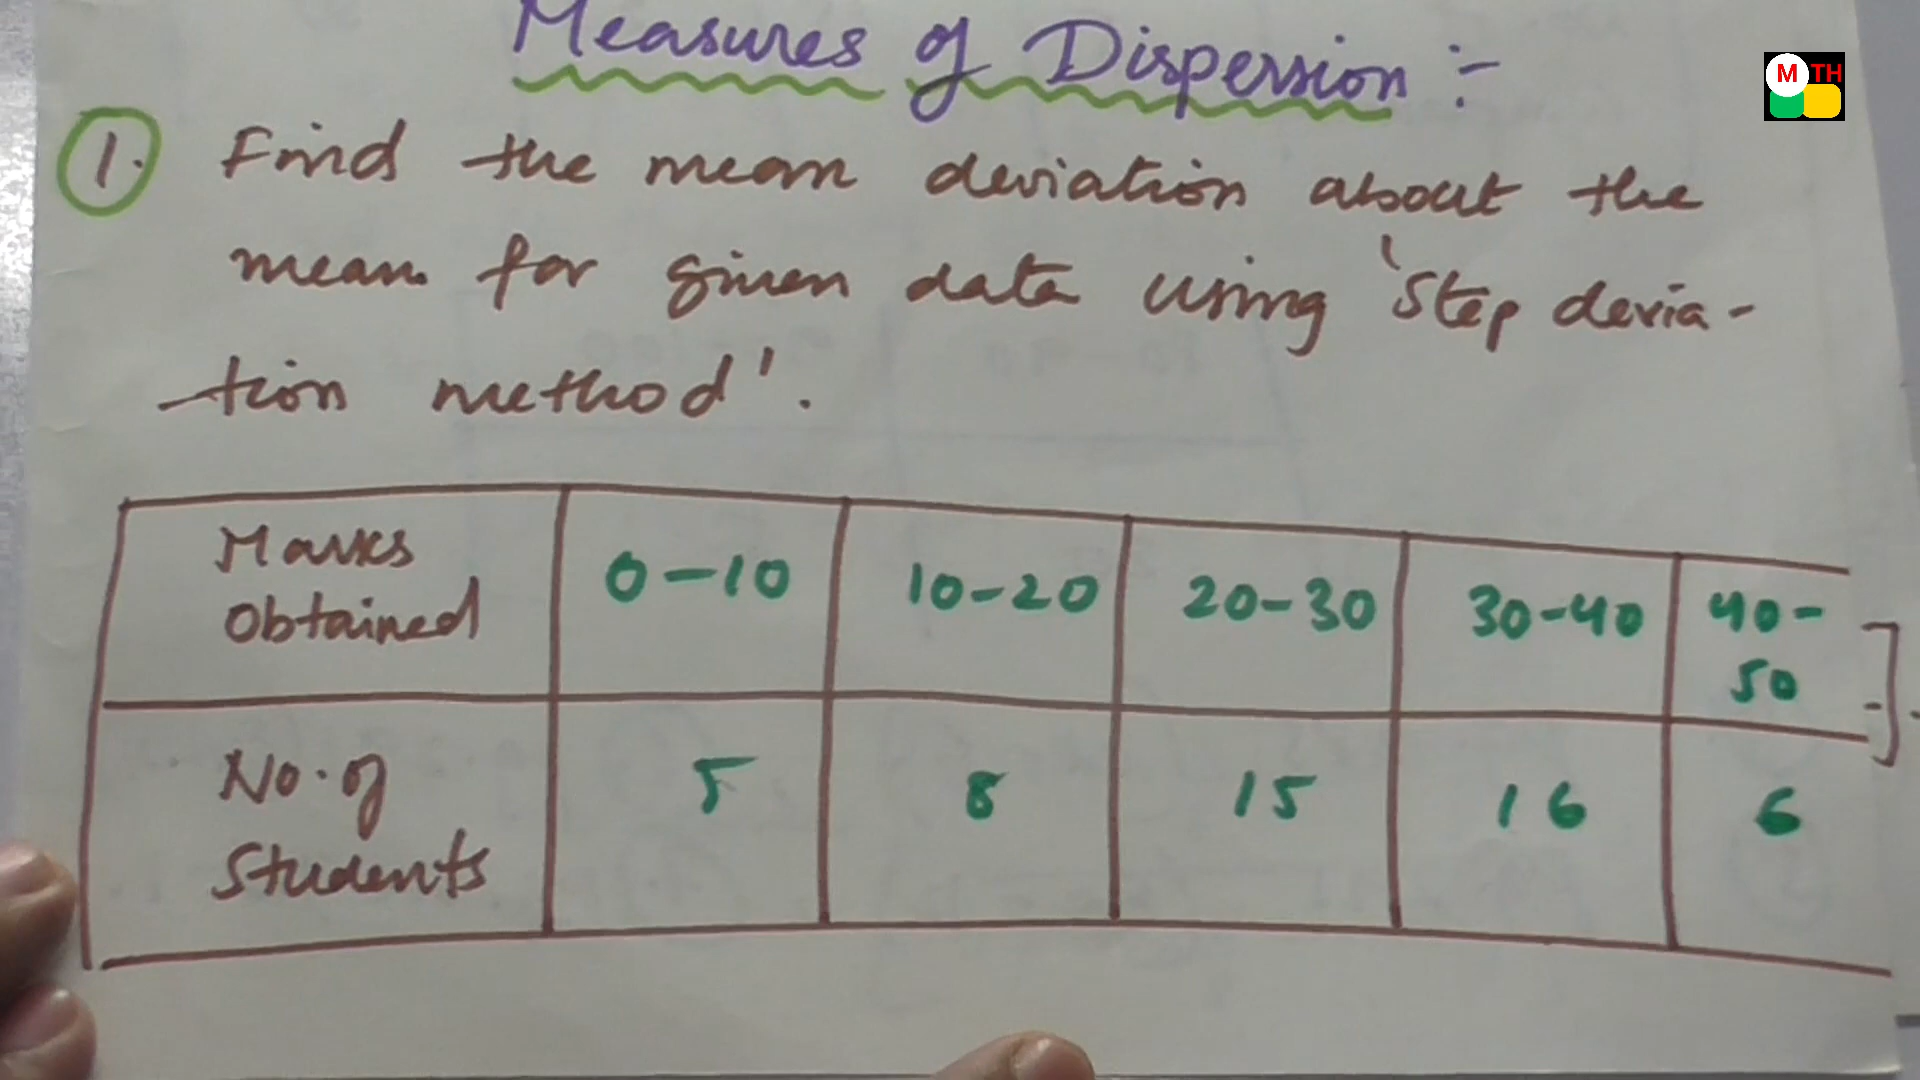 Measures of Dispersion :-
M TH
1. Find the mean deviation about the
mean for given data using 'Step devia-
-tion method'.
Marks Obtained 0-10 10-20 20-30 30-40 40-50
No. of Students 5 8 15 16 6